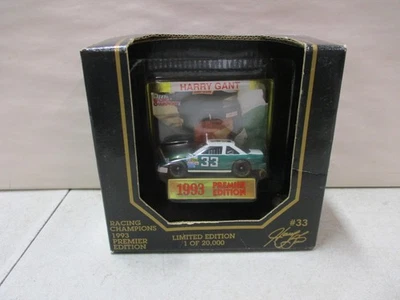 HARRY GANT
33
1993 PREMIER
EDITION
RACING
CHAMPIONS
1993
PREMIER
EDITION
LIMITED EDITION
1 OF 20,000
#33